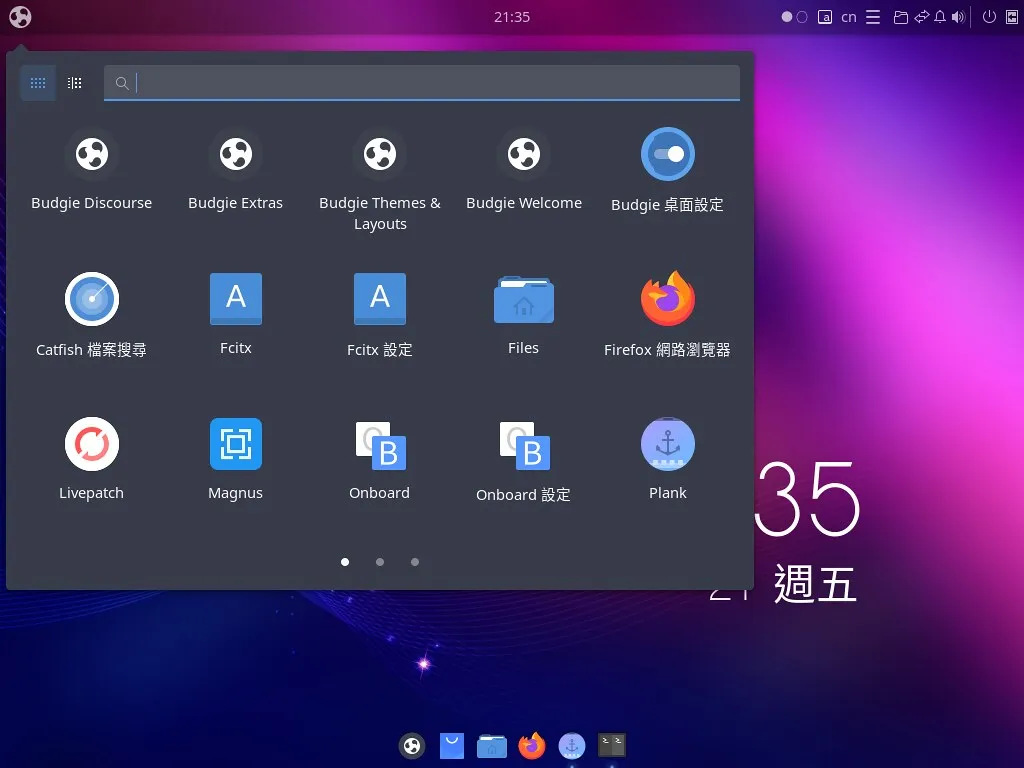 21:35
a cn
Budgie Discourse
Budgie Extras
Budgie Themes & Layouts
Budgie Welcome
Budgie 桌面設定
Catfish 檔案搜尋
Fcitx
Fcitx 設定
Files
Firefox 網路瀏覽器
Livepatch
Magnus
Onboard
Onboard 設定
Plank
35
週五